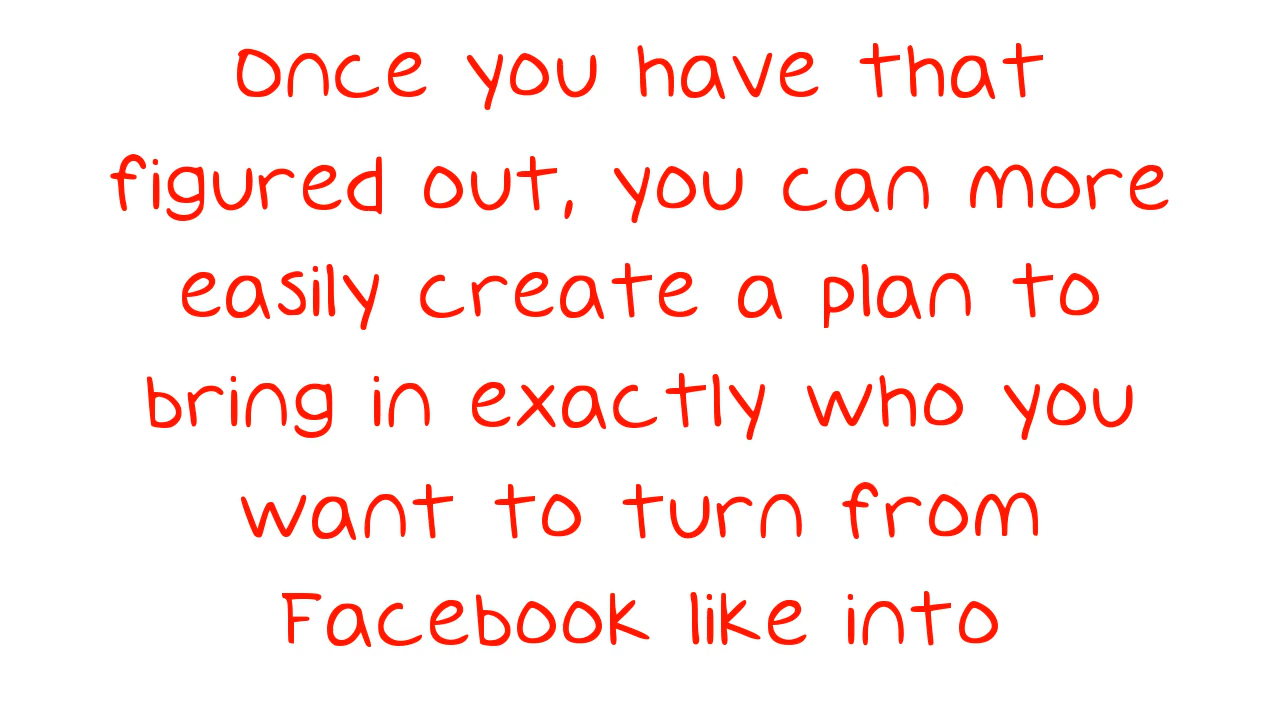 Once you have that
figured out, you can more
easily create a plan to
bring in exactly who you
want to turn from
Facebook like into